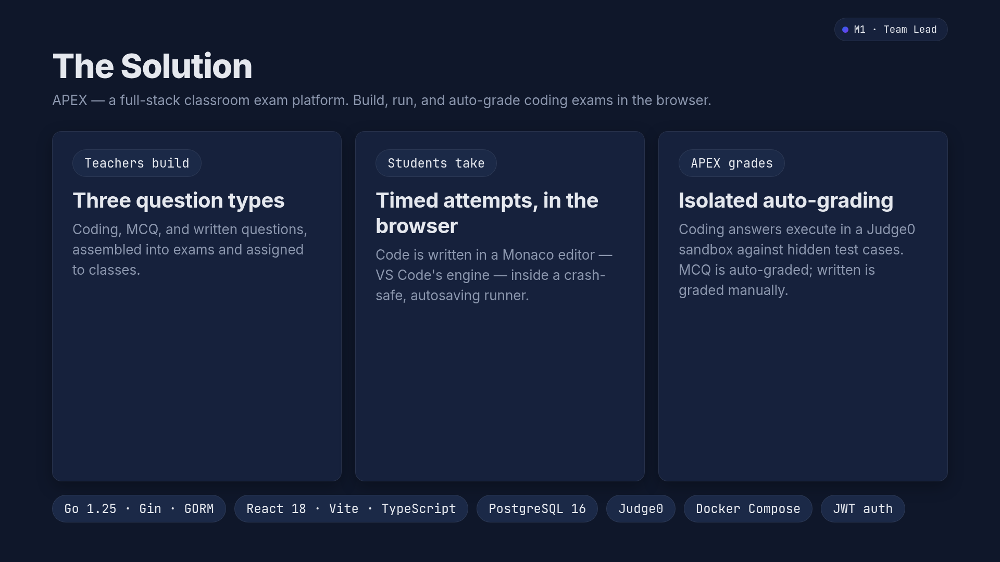 M1 · Team Lead
The Solution
APEX — a full-stack classroom exam platform. Build, run, and auto-grade coding exams in the browser.
Teachers build
Three question types
Coding, MCQ, and written questions,
assembled into exams and assigned
to classes.
Students take
Timed attempts, in the
browser
Code is written in a Monaco editor —
VS Code's engine — inside a crash-
safe, autosaving runner.
APEX grades
Isolated auto-grading
Coding answers execute in a Judge0
sandbox against hidden test cases.
MCQ is auto-graded; written is
graded manually.
Go 1.25 · Gin · GORM
React 18 · Vite · TypeScript
PostgreSQL 16
Judge0
Docker Compose
JWT auth